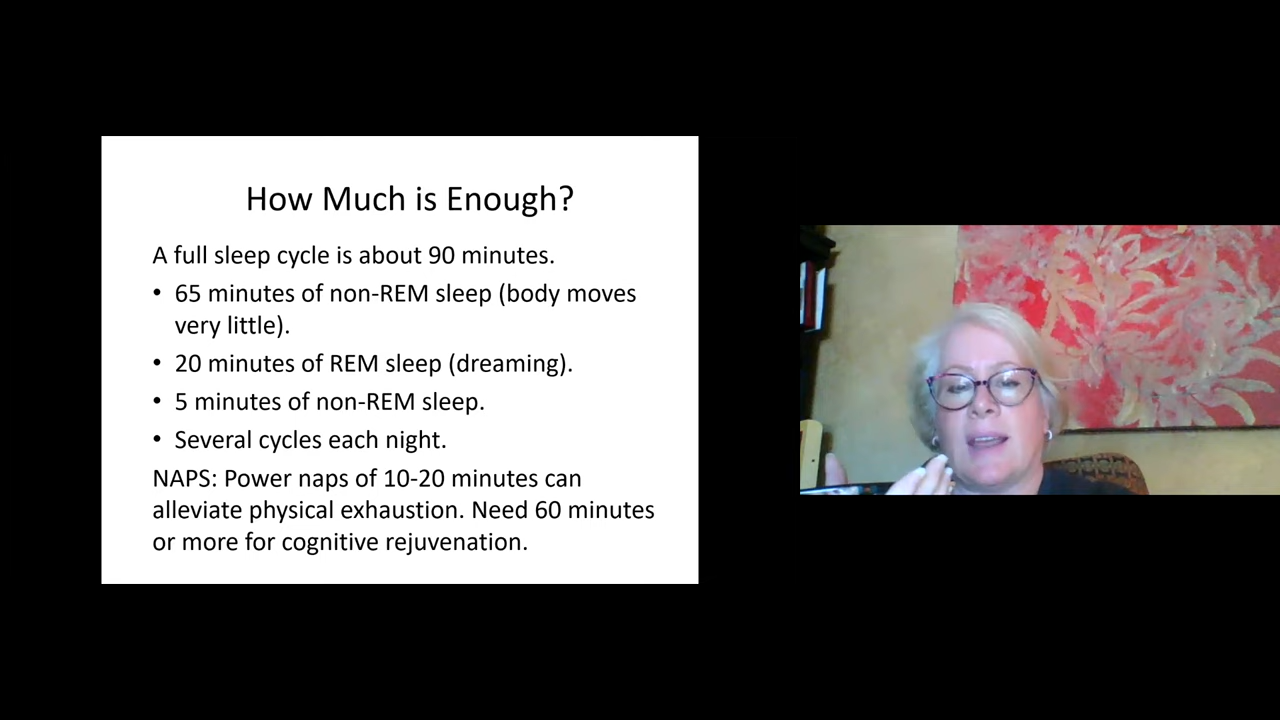 How Much is Enough?
A full sleep cycle is about 90 minutes.
• 65 minutes of non-REM sleep (body moves
very little).
• 20 minutes of REM sleep (dreaming).
• 5 minutes of non-REM sleep.
• Several cycles each night.
NAPS: Power naps of 10-20 minutes can
alleviate physical exhaustion. Need 60 minutes
or more for cognitive rejuvenation.